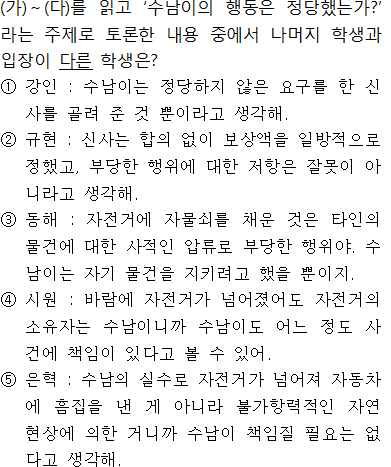 (가)~(다)를 읽고 ‘수남이의 행동은 정당했는가?’
라는 주제로 토론한 내용 중에서 나머지 학생과
입장이 다른 학생은?
① 강인 : 수남이는 정당하지 않은 요구를 한 신
사를 골려 준 것 뿐이라고 생각해.
② 규현 : 신사는 합의 없이 보상액을 일방적으로
정했고, 부당한 행위에 대한 저항은 잘못이 아
니라고 생각해.
③ 동해 : 자전거에 자물쇠를 채운 것은 타인의
물건에 대한 사적인 압류로 부당한 행위야. 수
남이는 자기 물건을 지키려고 했을 뿐이지.
④ 시원 : 바람에 자전거가 넘어졌어도 자전거의
소유자는 수남이니까 수남이도 어느 정도 사
건에 책임이 있다고 볼 수 있어.
⑤ 은혁 : 수남의 실수로 자전거가 넘어져 자동차
에 흠집을 낸 게 아니라 불가항력적인 자연
현상에 의한 거니까 수남이 책임질 필요는 없
다고 생각해.